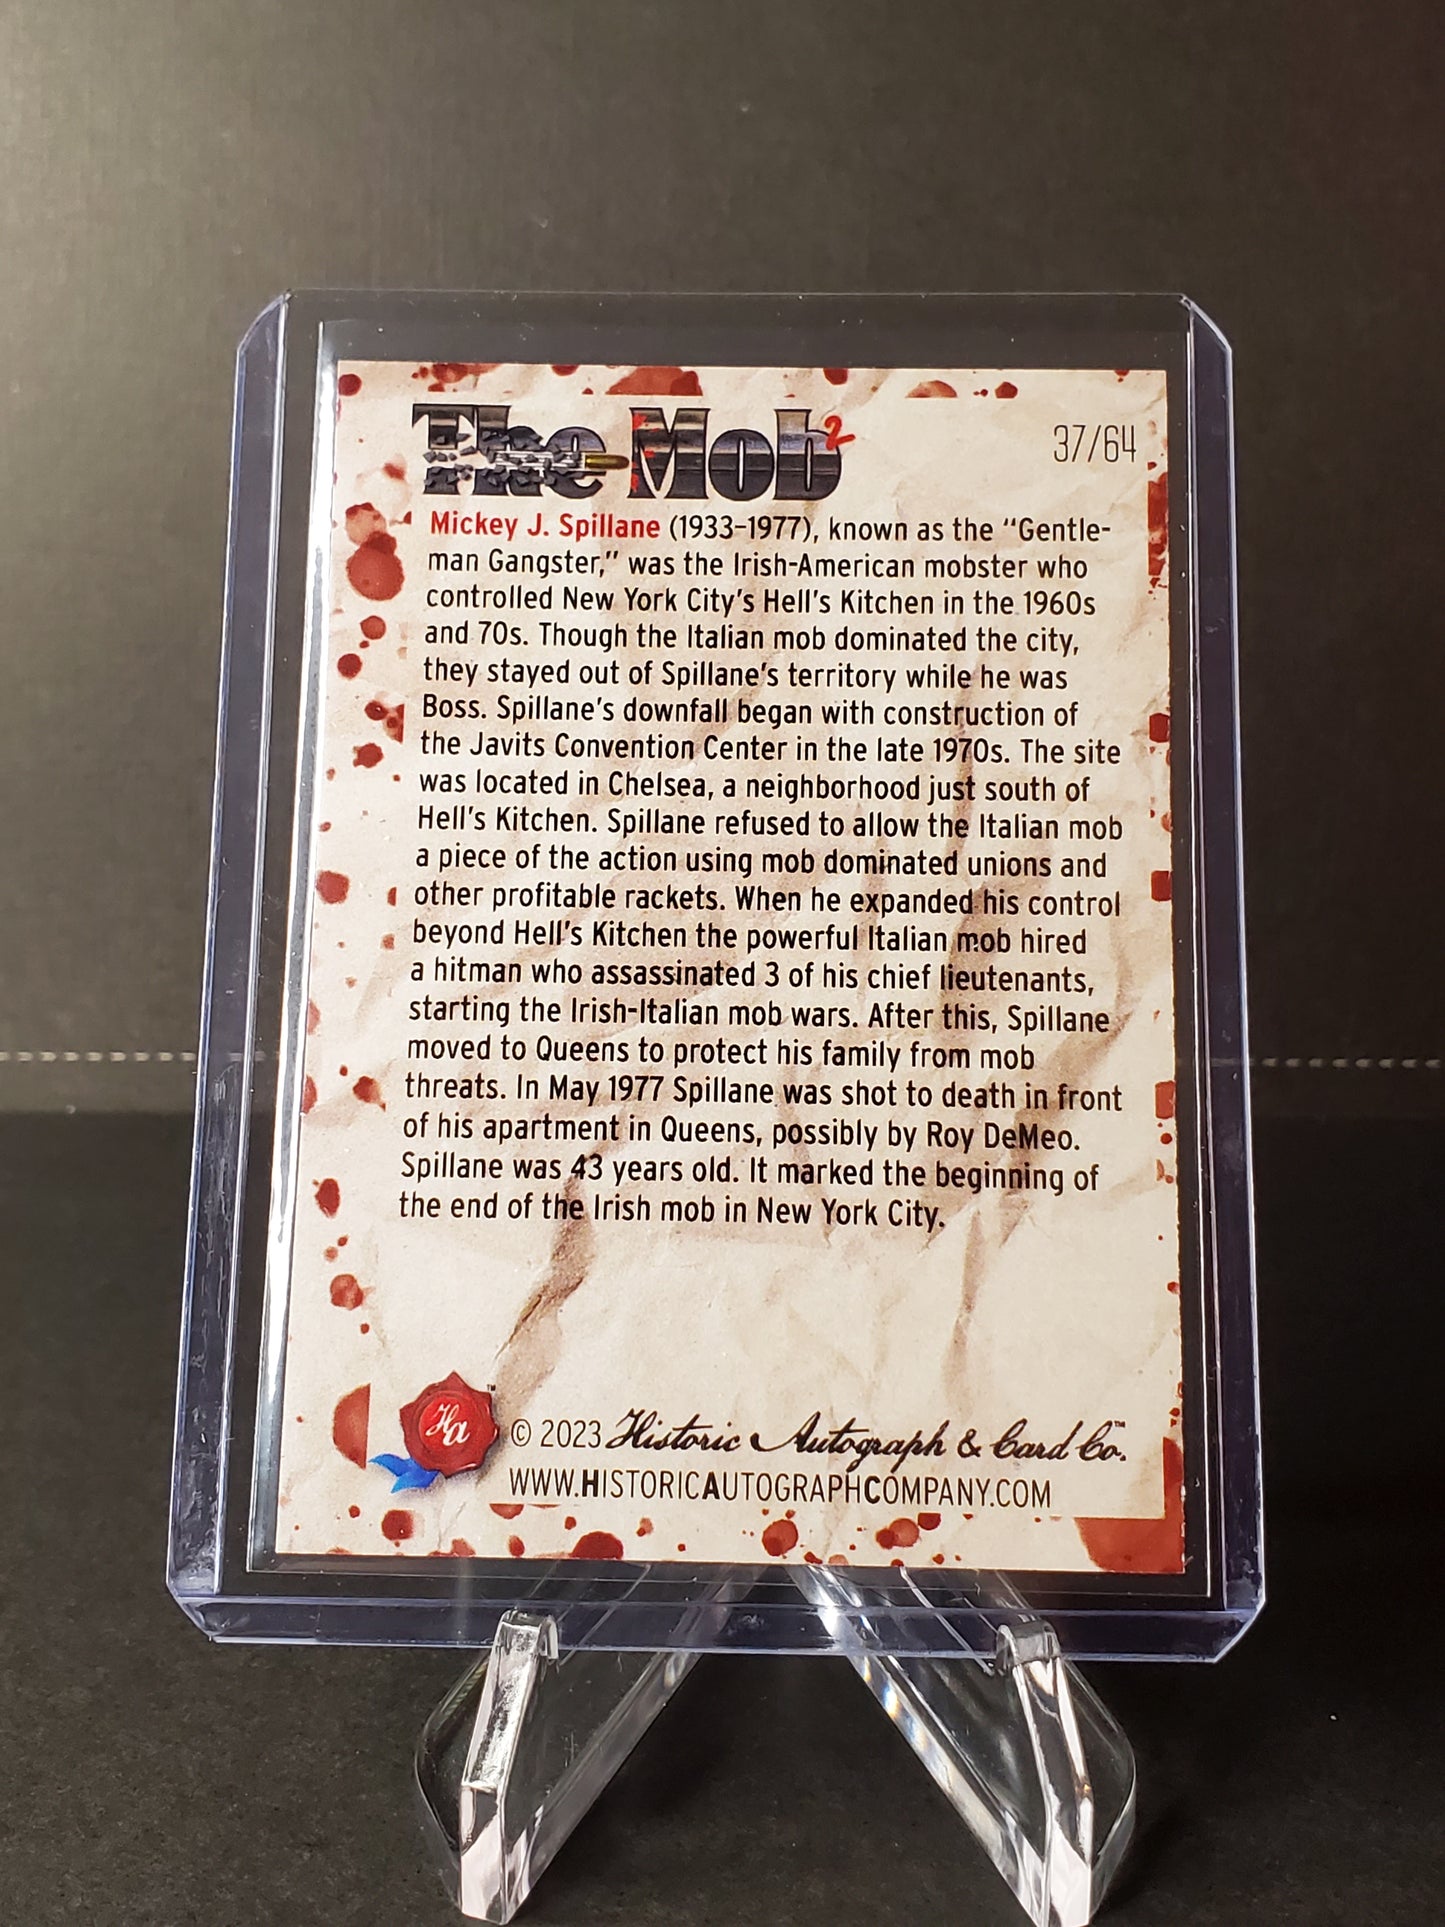 The Mob 2
37/64
Mickey J. Spillane (1933-1977), known as the "Gentle-
man Gangster," was the Irish-American mobster who
controlled New York City's Hell's Kitchen in the 1960s
and 70s. Though the Italian mob dominated the city,
they stayed out of Spillane's territory while he was
Boss. Spillane's downfall began with construction of
the Javits Convention Center in the late 1970s. The site
was located in Chelsea, a neighborhood just south of
Hell's Kitchen. Spillane refused to allow the Italian mob
a piece of the action using mob dominated unions and
other profitable rackets. When he expanded his control
beyond Hell's Kitchen the powerful Italian mob hired
a hitman who assassinated 3 of his chief lieutenants,
starting the Irish-Italian mob wars. After this, Spillane
moved to Queens to protect his family from mob
threats. In May 1977 Spillane was shot to death in front
of his apartment in Queens, possibly by Roy DeMeo.
Spillane was 43 years old. It marked the beginning of
the end of the Irish mob in New York City.
Ha ™
© 2023 Historic Autograph & Card Co.™
WWW.HISTORICAUTOGRAPHCOMPANY.COM